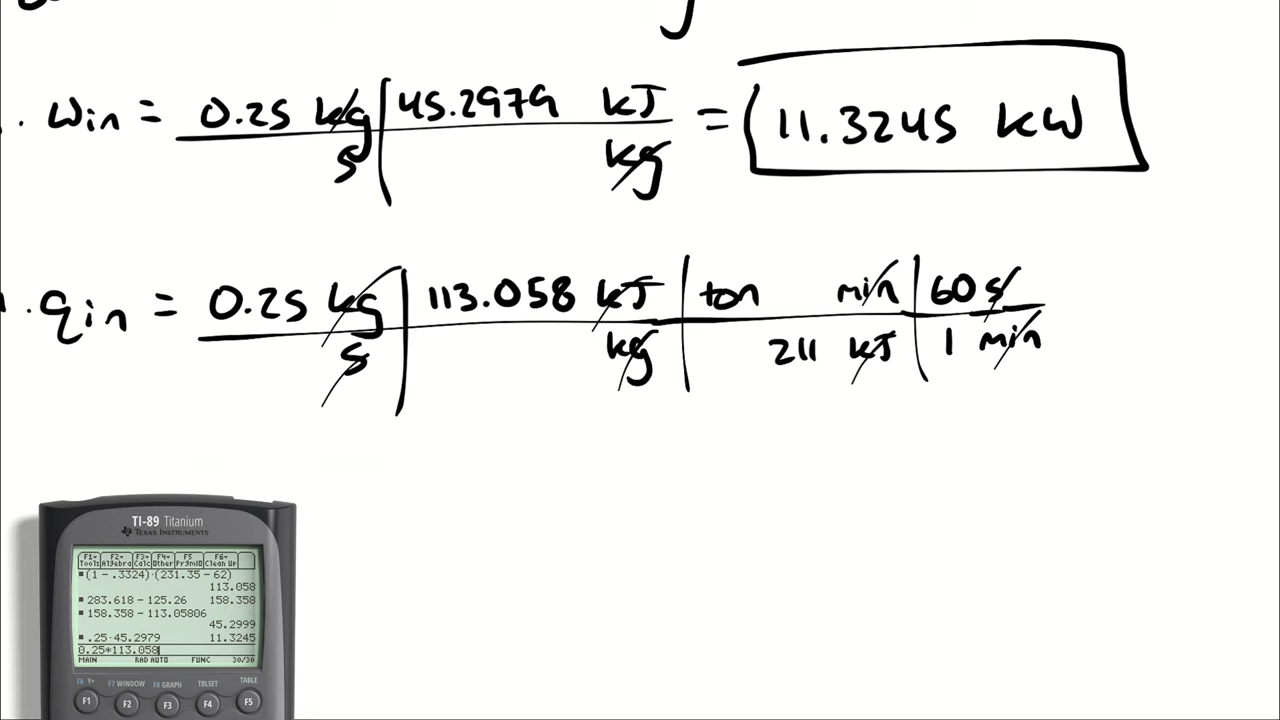 . Win = 0.25 kg 45.2979 kJ = 11.3245 kW
s kg
. qin = 0.25 kg 113.058 kJ ton min 60 s
s kg 211 kJ 1 min
TI-89 Titanium
TEXAS INSTRUMENTS
F1 F2 F3 F4 F5 F6
Tools Algebra Calc Other PrgmIO Clean Up
(1-.3324)·(231.35-62)
113.058
283.618-125.26 158.358
158.358-113.05806
45.2999
.25·45.2979 11.3245
0.25*113.058
MAIN RAD AUTO FUNC 30/30
F6 Y= F7 WINDOW F8 GRAPH TBLSET TABLE
F1 F2 F3 F4 F5